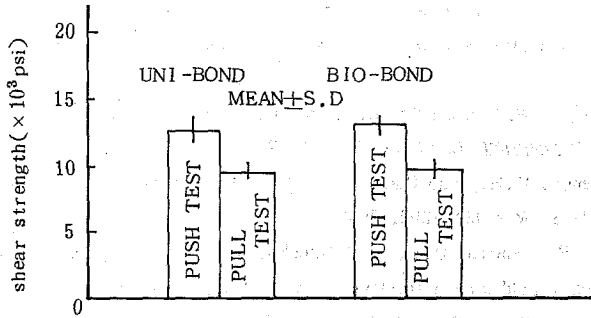 shear strength(×10³psi)
20
15
10
5
0
UNI-BOND
BIO-BOND
MEAN±S.D
PUSH TEST
PULL
TEST
PUSH TEST
PULL
TEST